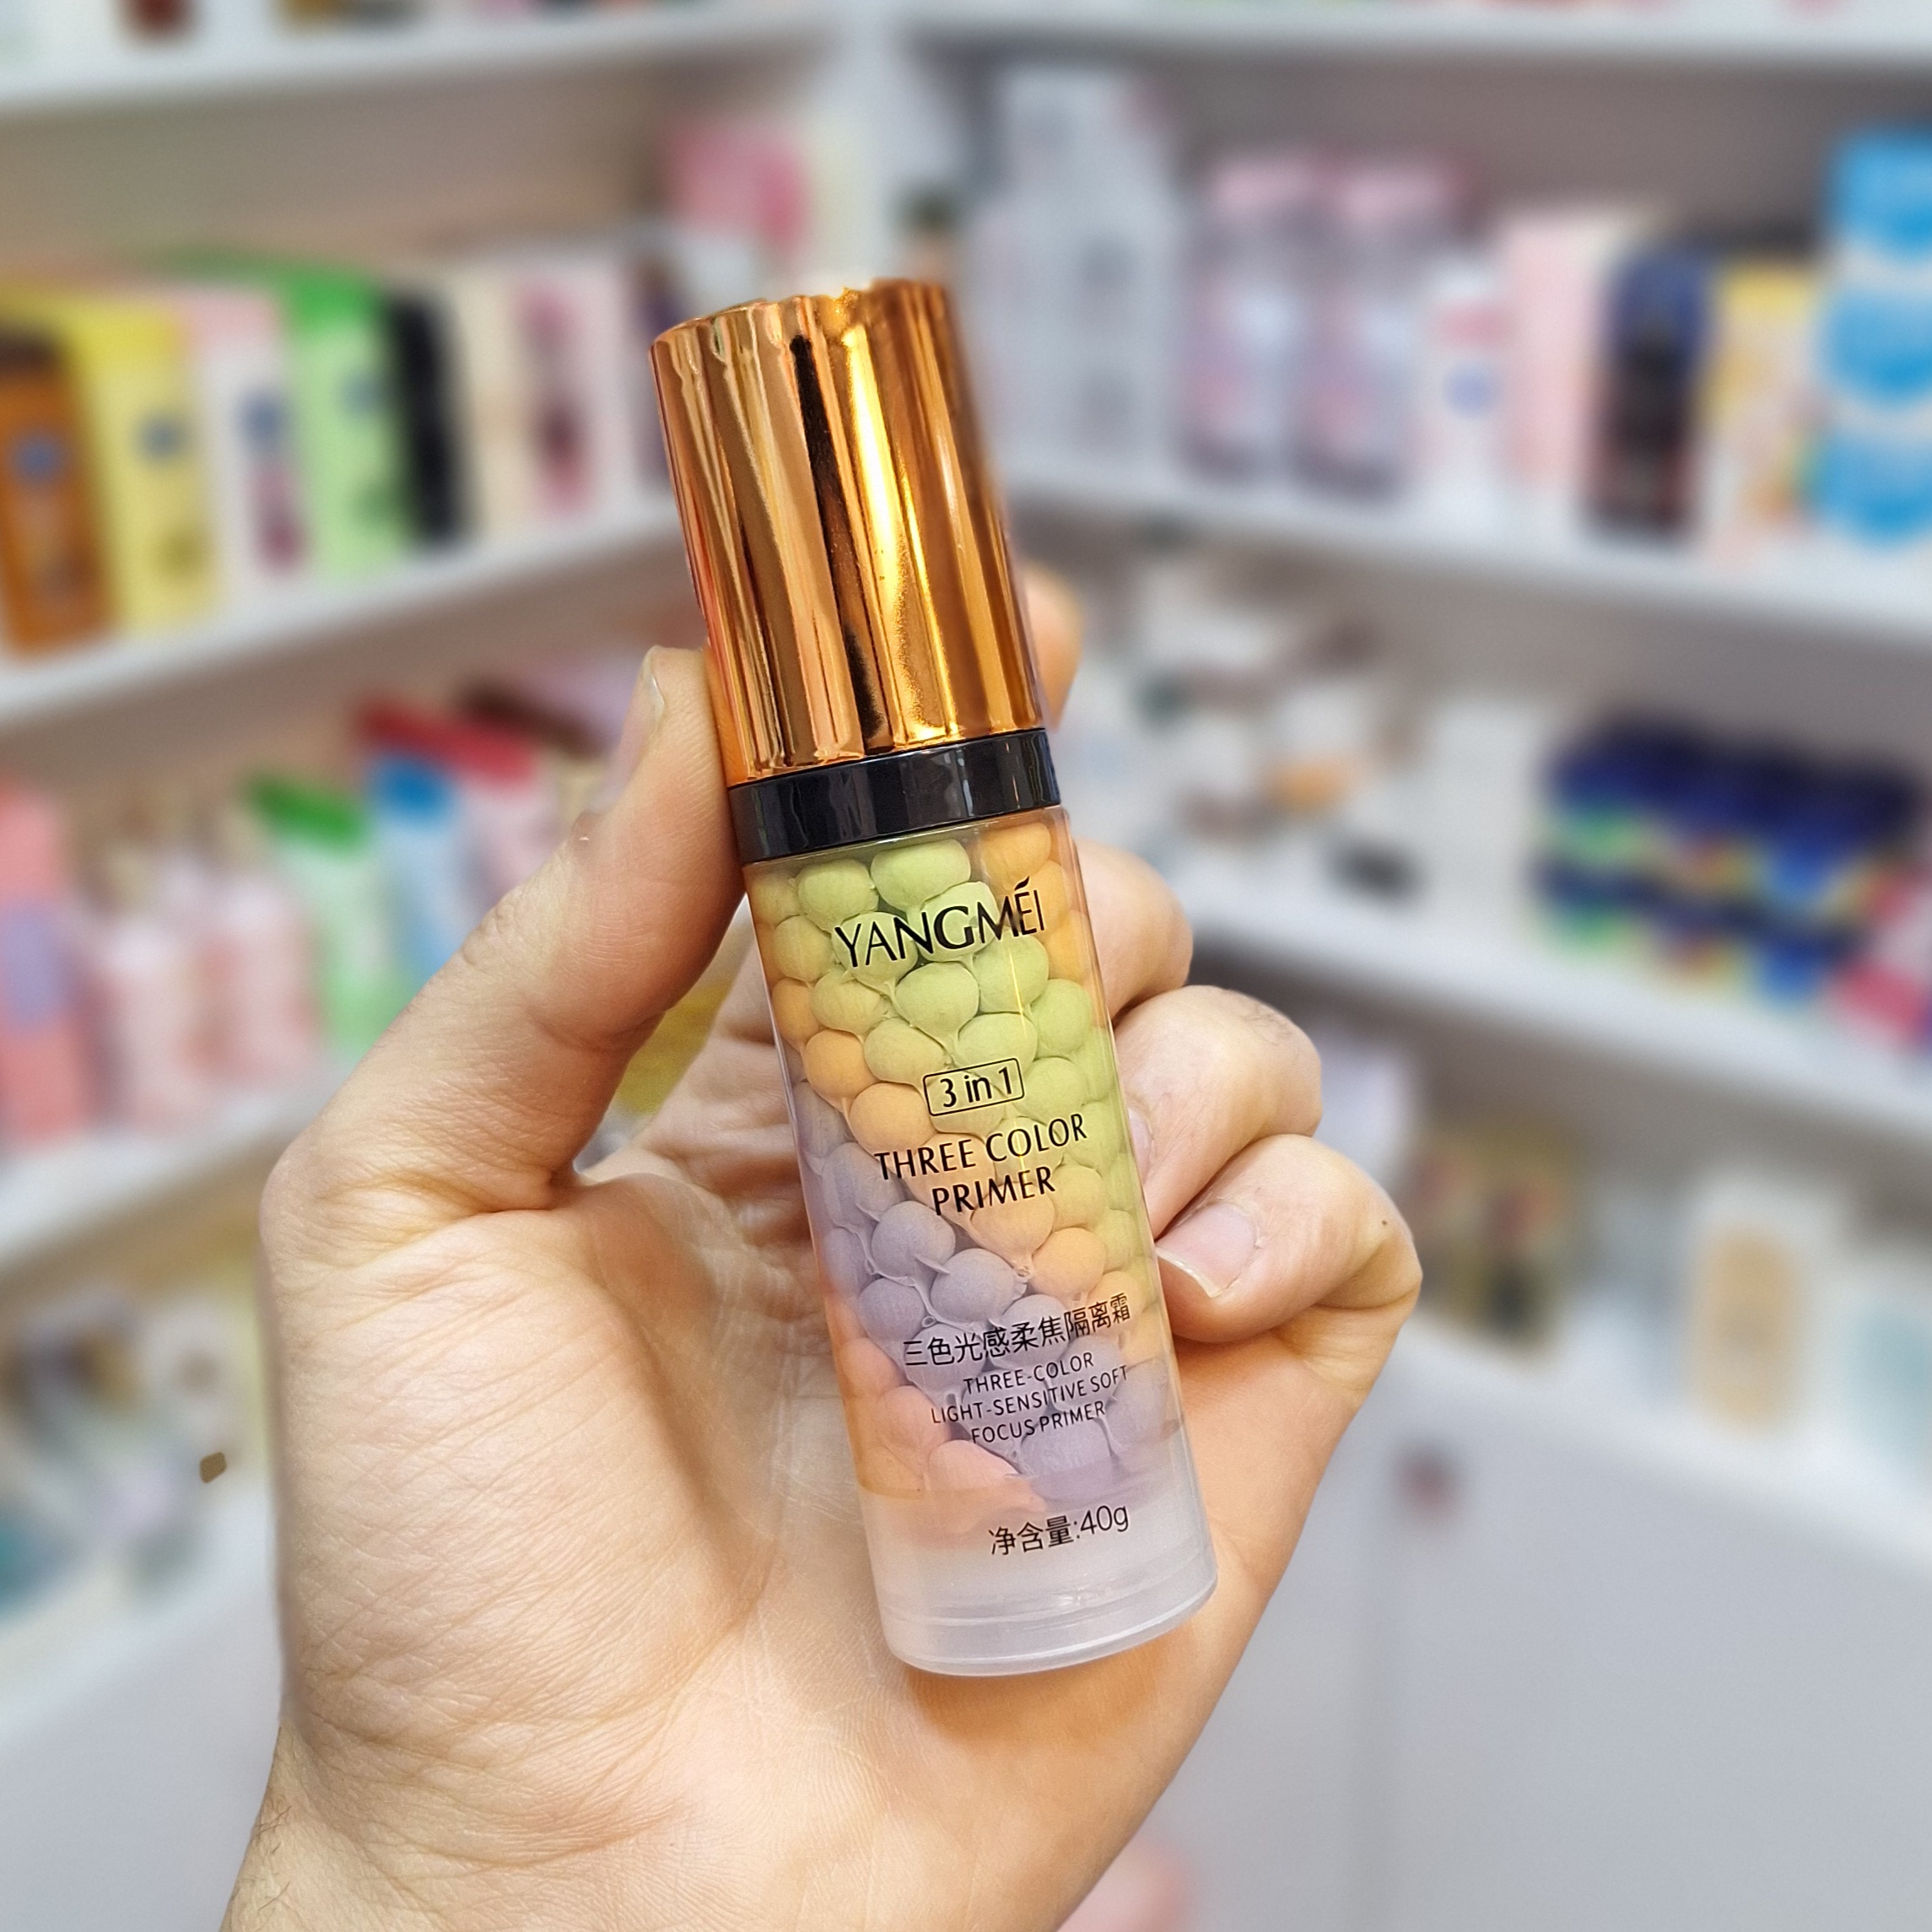 YANGMÉI
3 in 1
THREE COLOR
PRIMER
三色光感柔焦隔离霜
THREE-COLOR
LIGHT-SENSITIVE SOFT
FOCUS PRIMER
净含量:40g